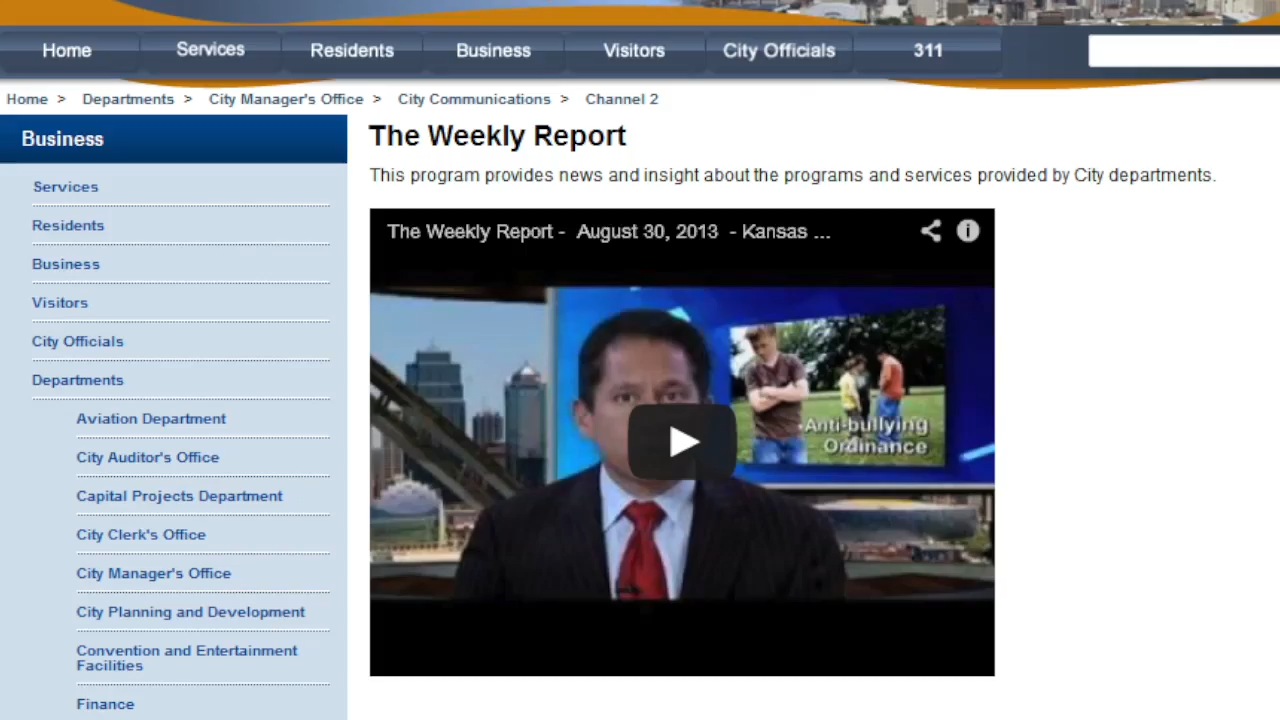 Home Services Residents Business Visitors City Officials 311
Home > Departments > City Manager's Office > City Communications > Channel 2
Business
Services
Residents
Business
Visitors
City Officials
Departments
Aviation Department
City Auditor's Office
Capital Projects Department
City Clerk's Office
City Manager's Office
City Planning and Development
Convention and Entertainment
Facilities
Finance
The Weekly Report
This program provides news and insight about the programs and services provided by City departments.
The Weekly Report - August 30, 2013 - Kansas ...
Anti-bullying
Ordinance